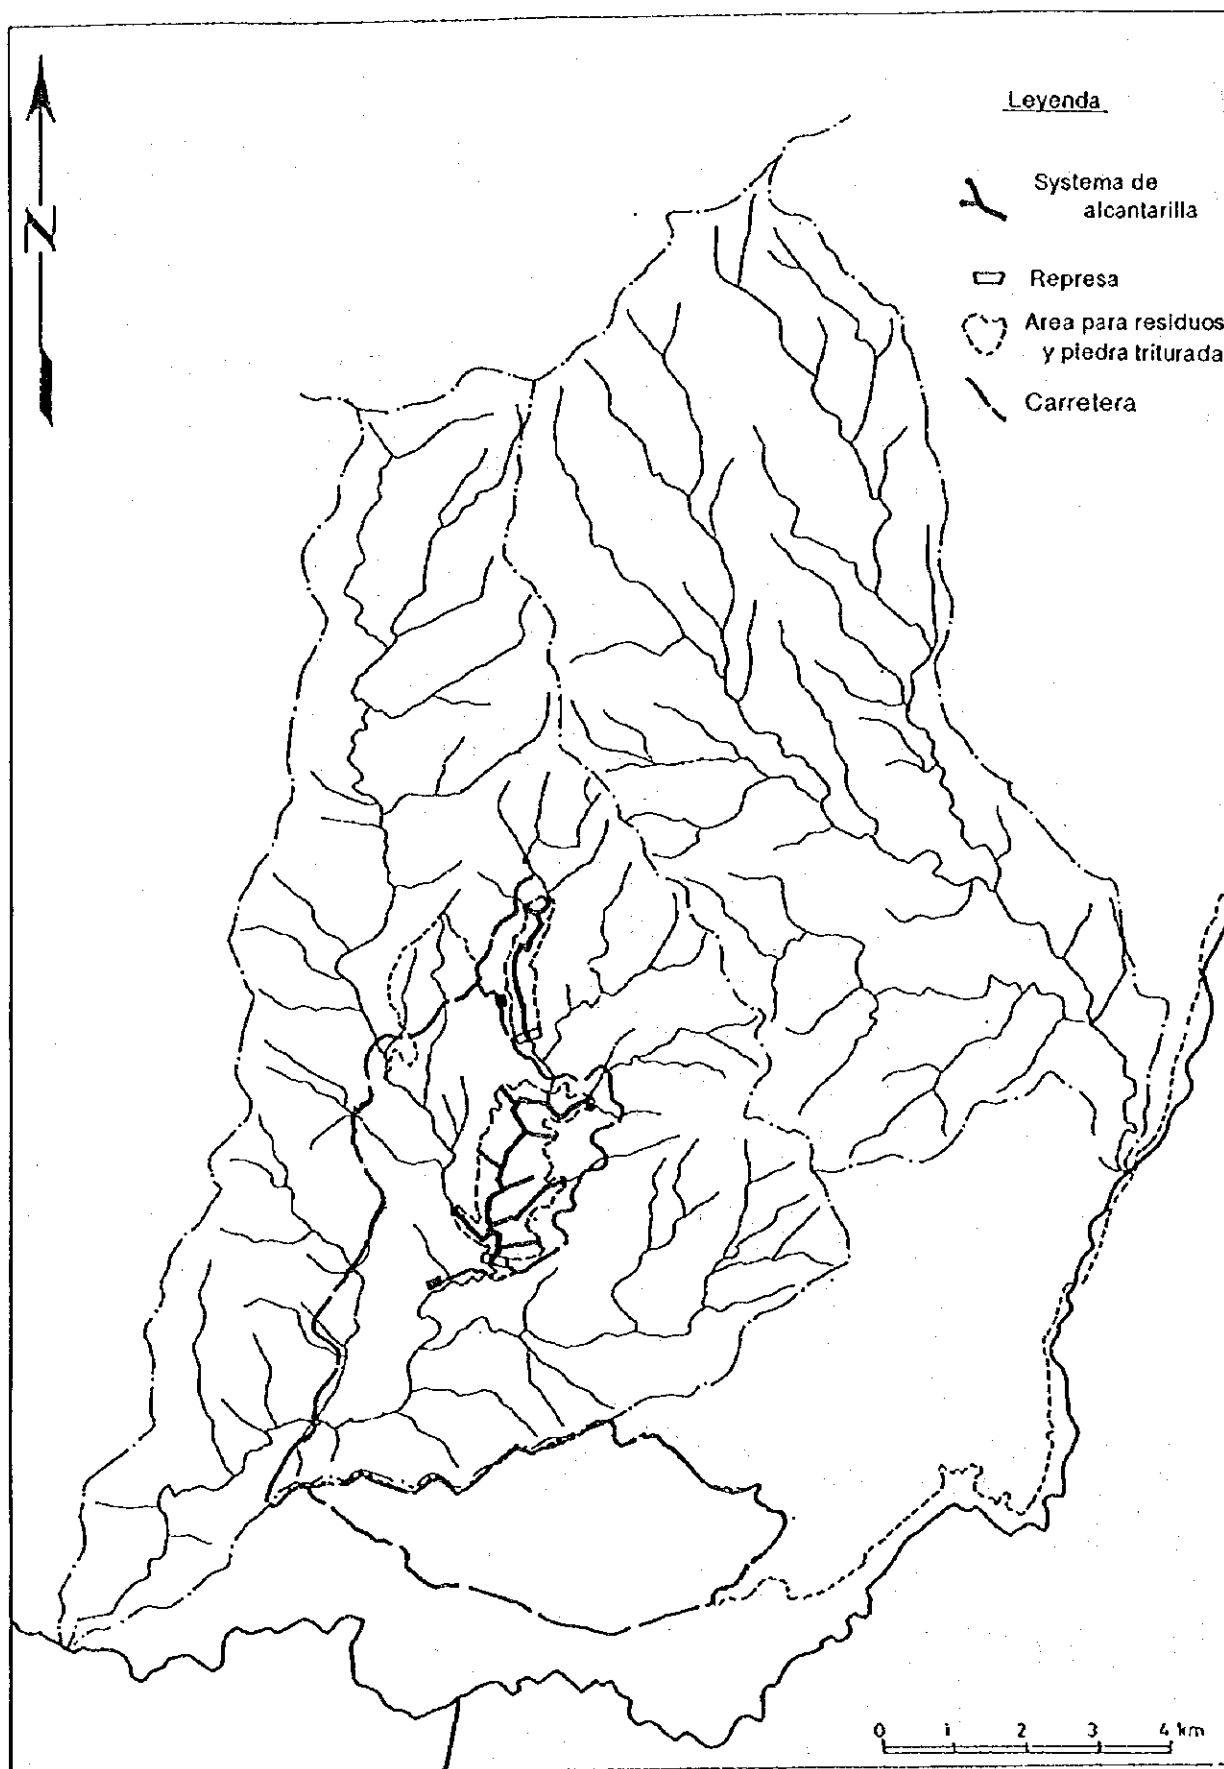 N
Leyenda
Systema de
alcantarilla
Represa
Area para residuos
y piedra triturada
Carretera
0 1 2 3 4 km